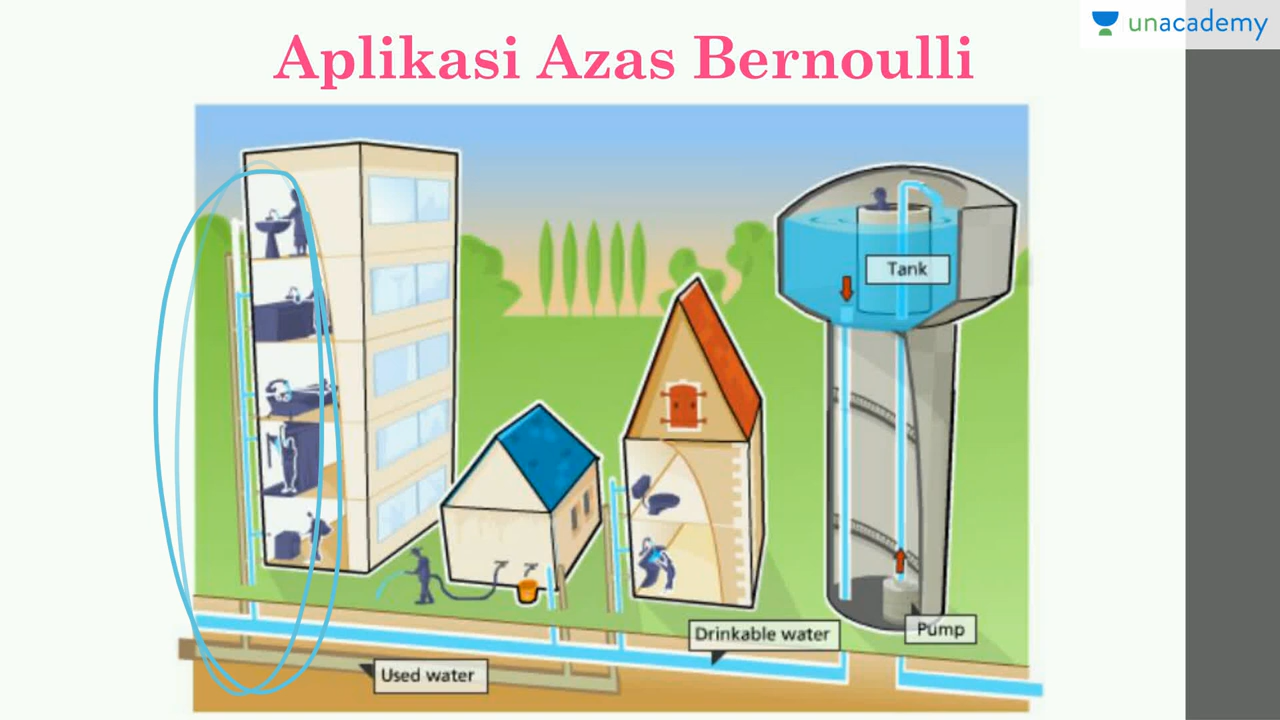 unacademy
Aplikasi Azas Bernoulli
Tank
Pump
Drinkable water
Used water